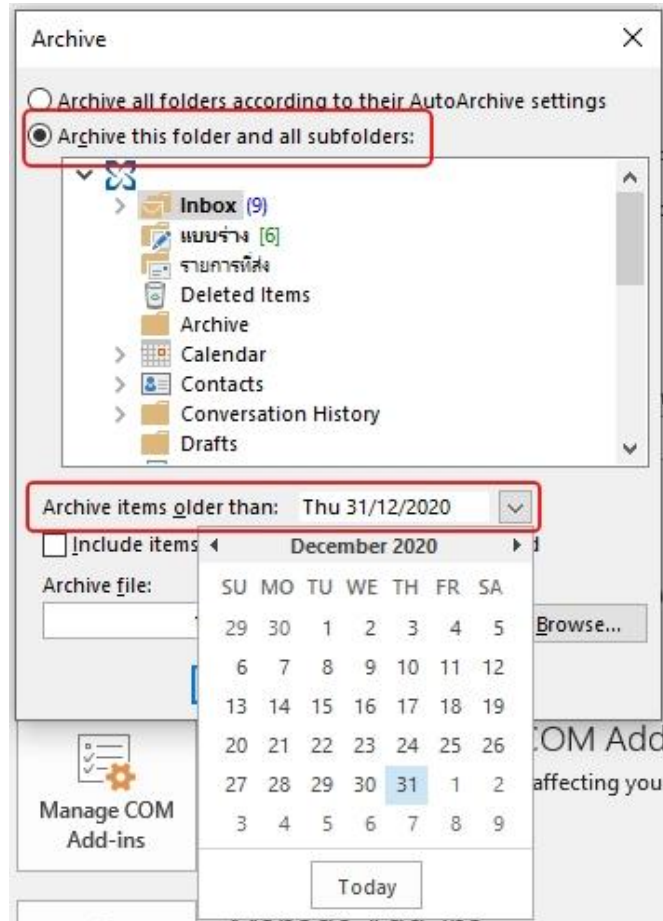 Archive
Archive all folders according to their AutoArchive settings
Archive this folder and all subfolders:
Inbox (9)
แบบร่าง [6]
รายการที่ส่ง
Deleted Items
Archive
Calendar
Contacts
Conversation History
Drafts
Archive items older than: Thu 31/12/2020
Include items
December 2020
Archive file:
SU MO TU WE TH FR SA
29 30 1 2 3 4 5
Browse...
6 7 8 9 10 11 12
13 14 15 16 17 18 19
20 21 22 23 24 25 26
27 28 29 30 31 1 2
3 4 5 6 7 8 9
Today
Manage COM
Add-ins
OM Add
affecting you